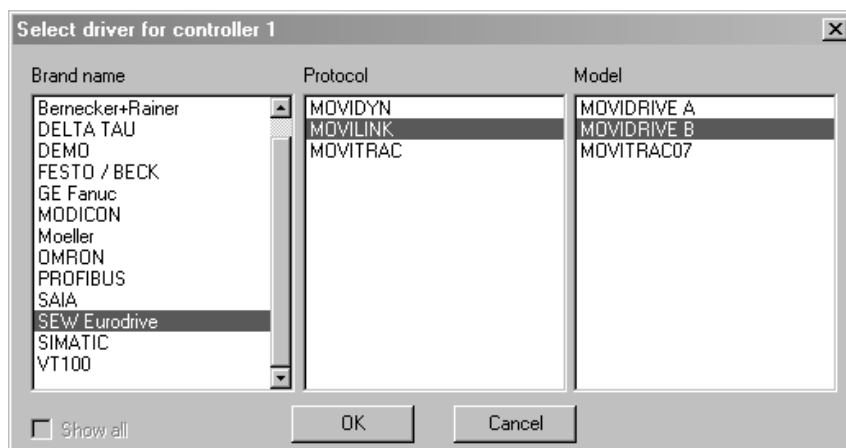 Select driver for controller 1
Brand name
Protocol
Model
Bernecker+Rainer
DELTA TAU
DEMO
FESTO / BECK
GE Fanuc
MODICON
Moeller
OMRON
PROFIBUS
SAIA
SEW Eurodrive
SIMATIC
VT100
MOVIDYN
MOVILINK
MOVITRAC
MOVIDRIVE A
MOVIDRIVE B
MOVITRAC07
Show all
OK
Cancel